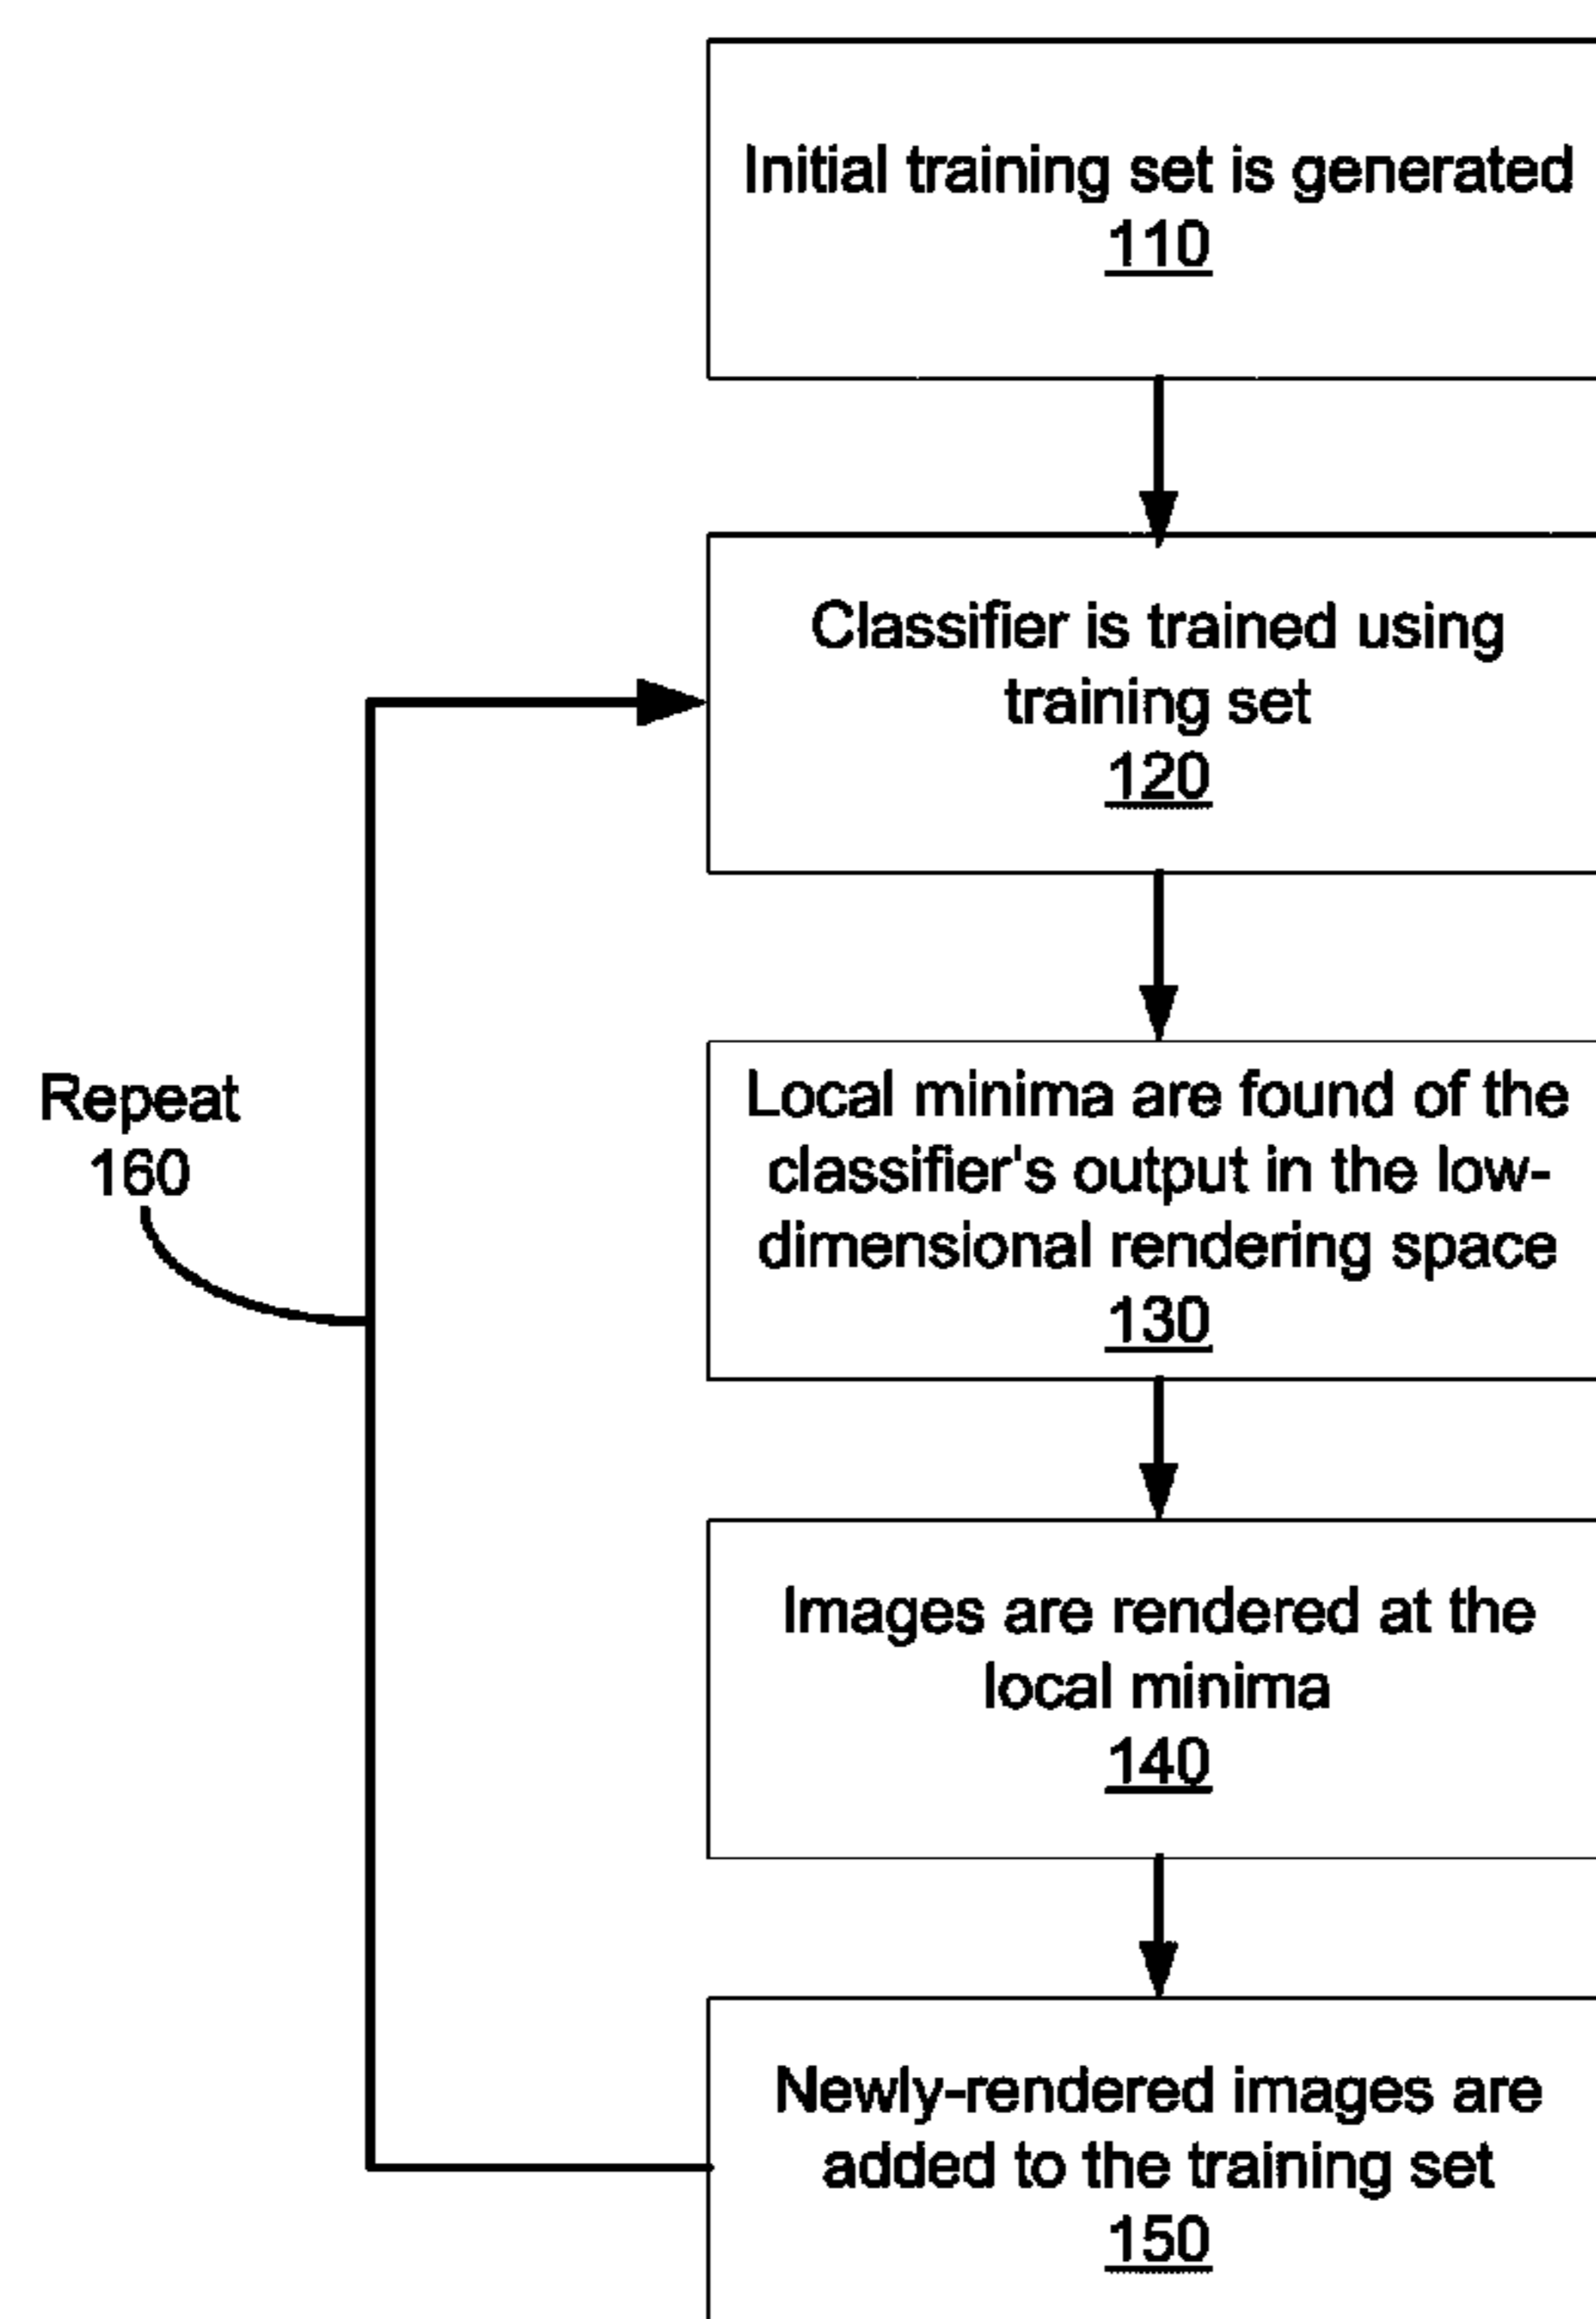 Initial training set is generated
110
Classifier is trained using
training set
120
Repeat
160
Local minima are found of the
classifier's output in the low-
dimensional rendering space
130
Images are rendered at the
local minima
140
Newly-rendered images are
added to the training set
150